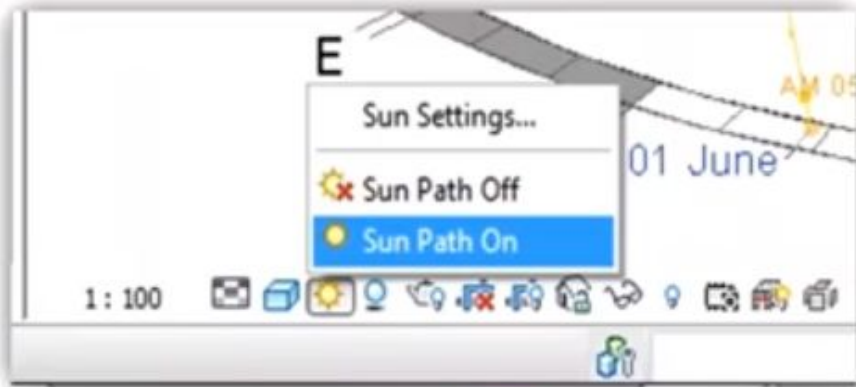 E
AM 05
Sun Settings...
01 June
Sun Path Off
Sun Path On
1 : 100